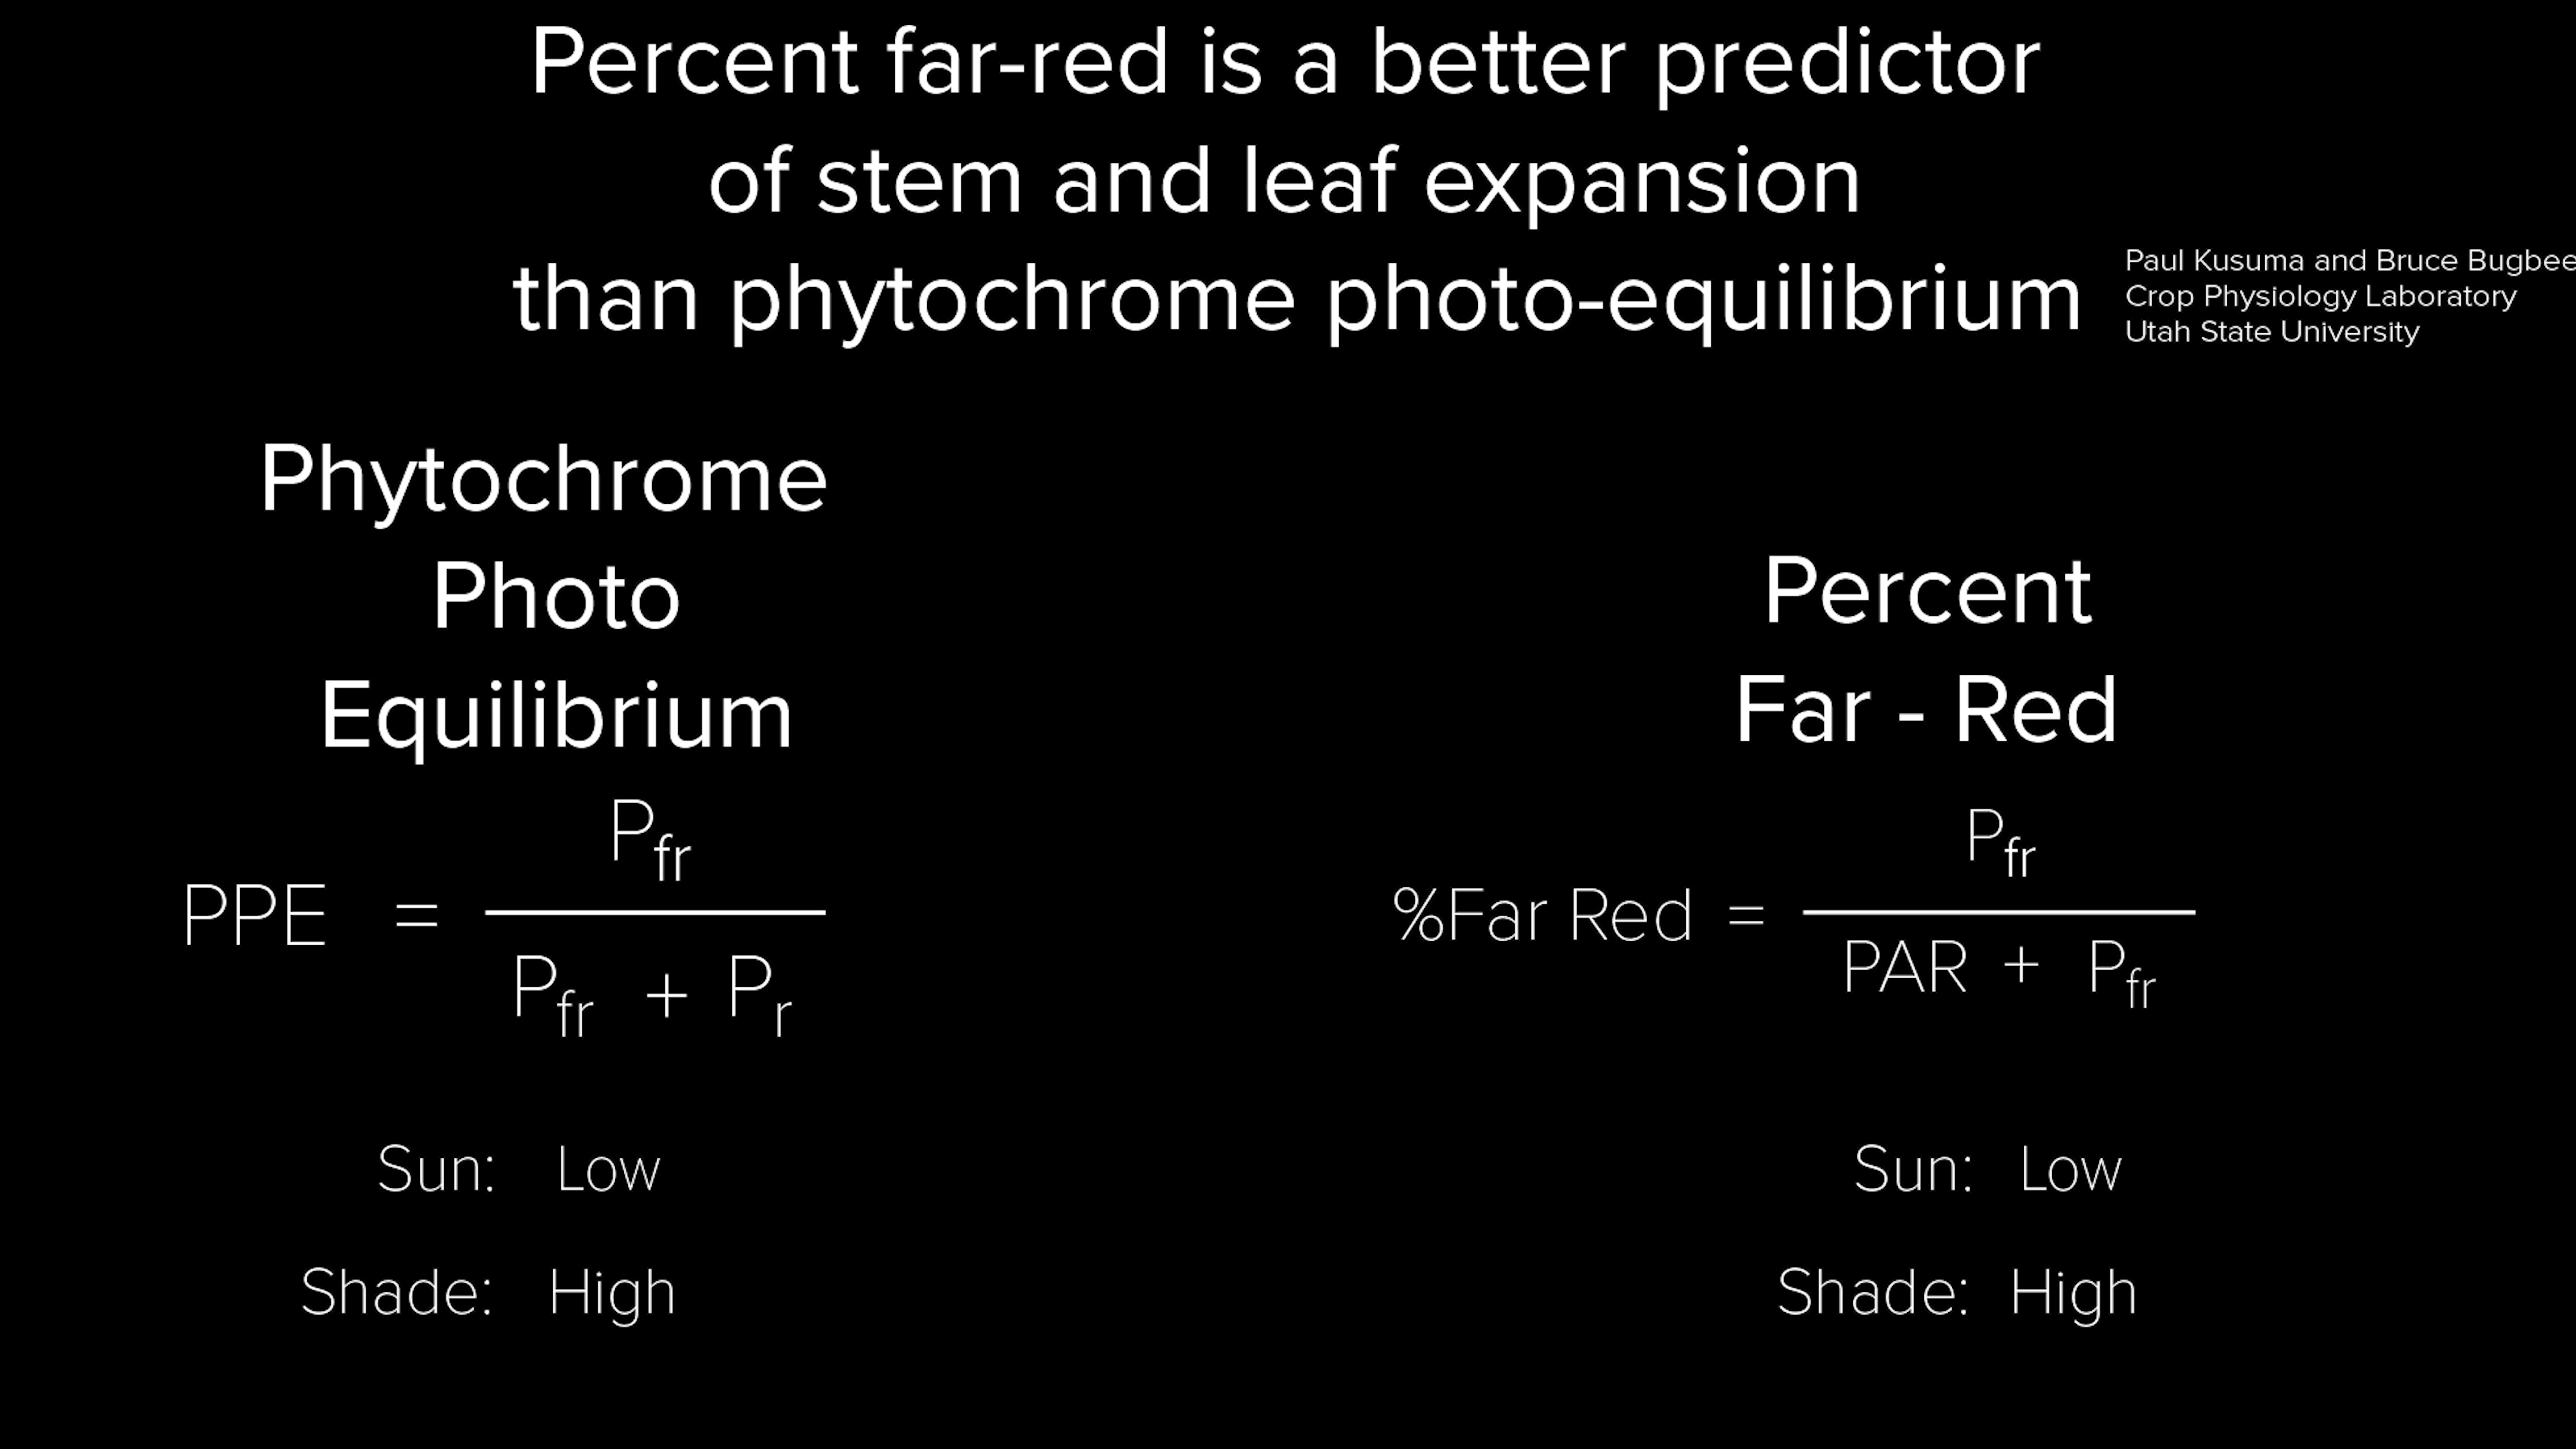 Percent far-red is a better predictor
of stem and leaf expansion
than phytochrome photo-equilibrium
Paul Kusuma and Bruce Bugbee
Crop Physiology Laboratory
Utah State University
Phytochrome
Photo
Equilibrium
PPE = Pfr / Pfr + Pr
Sun: Low
Shade: High
Percent
Far - Red
%Far Red = Pfr / PAR + Pfr
Sun: Low
Shade: High